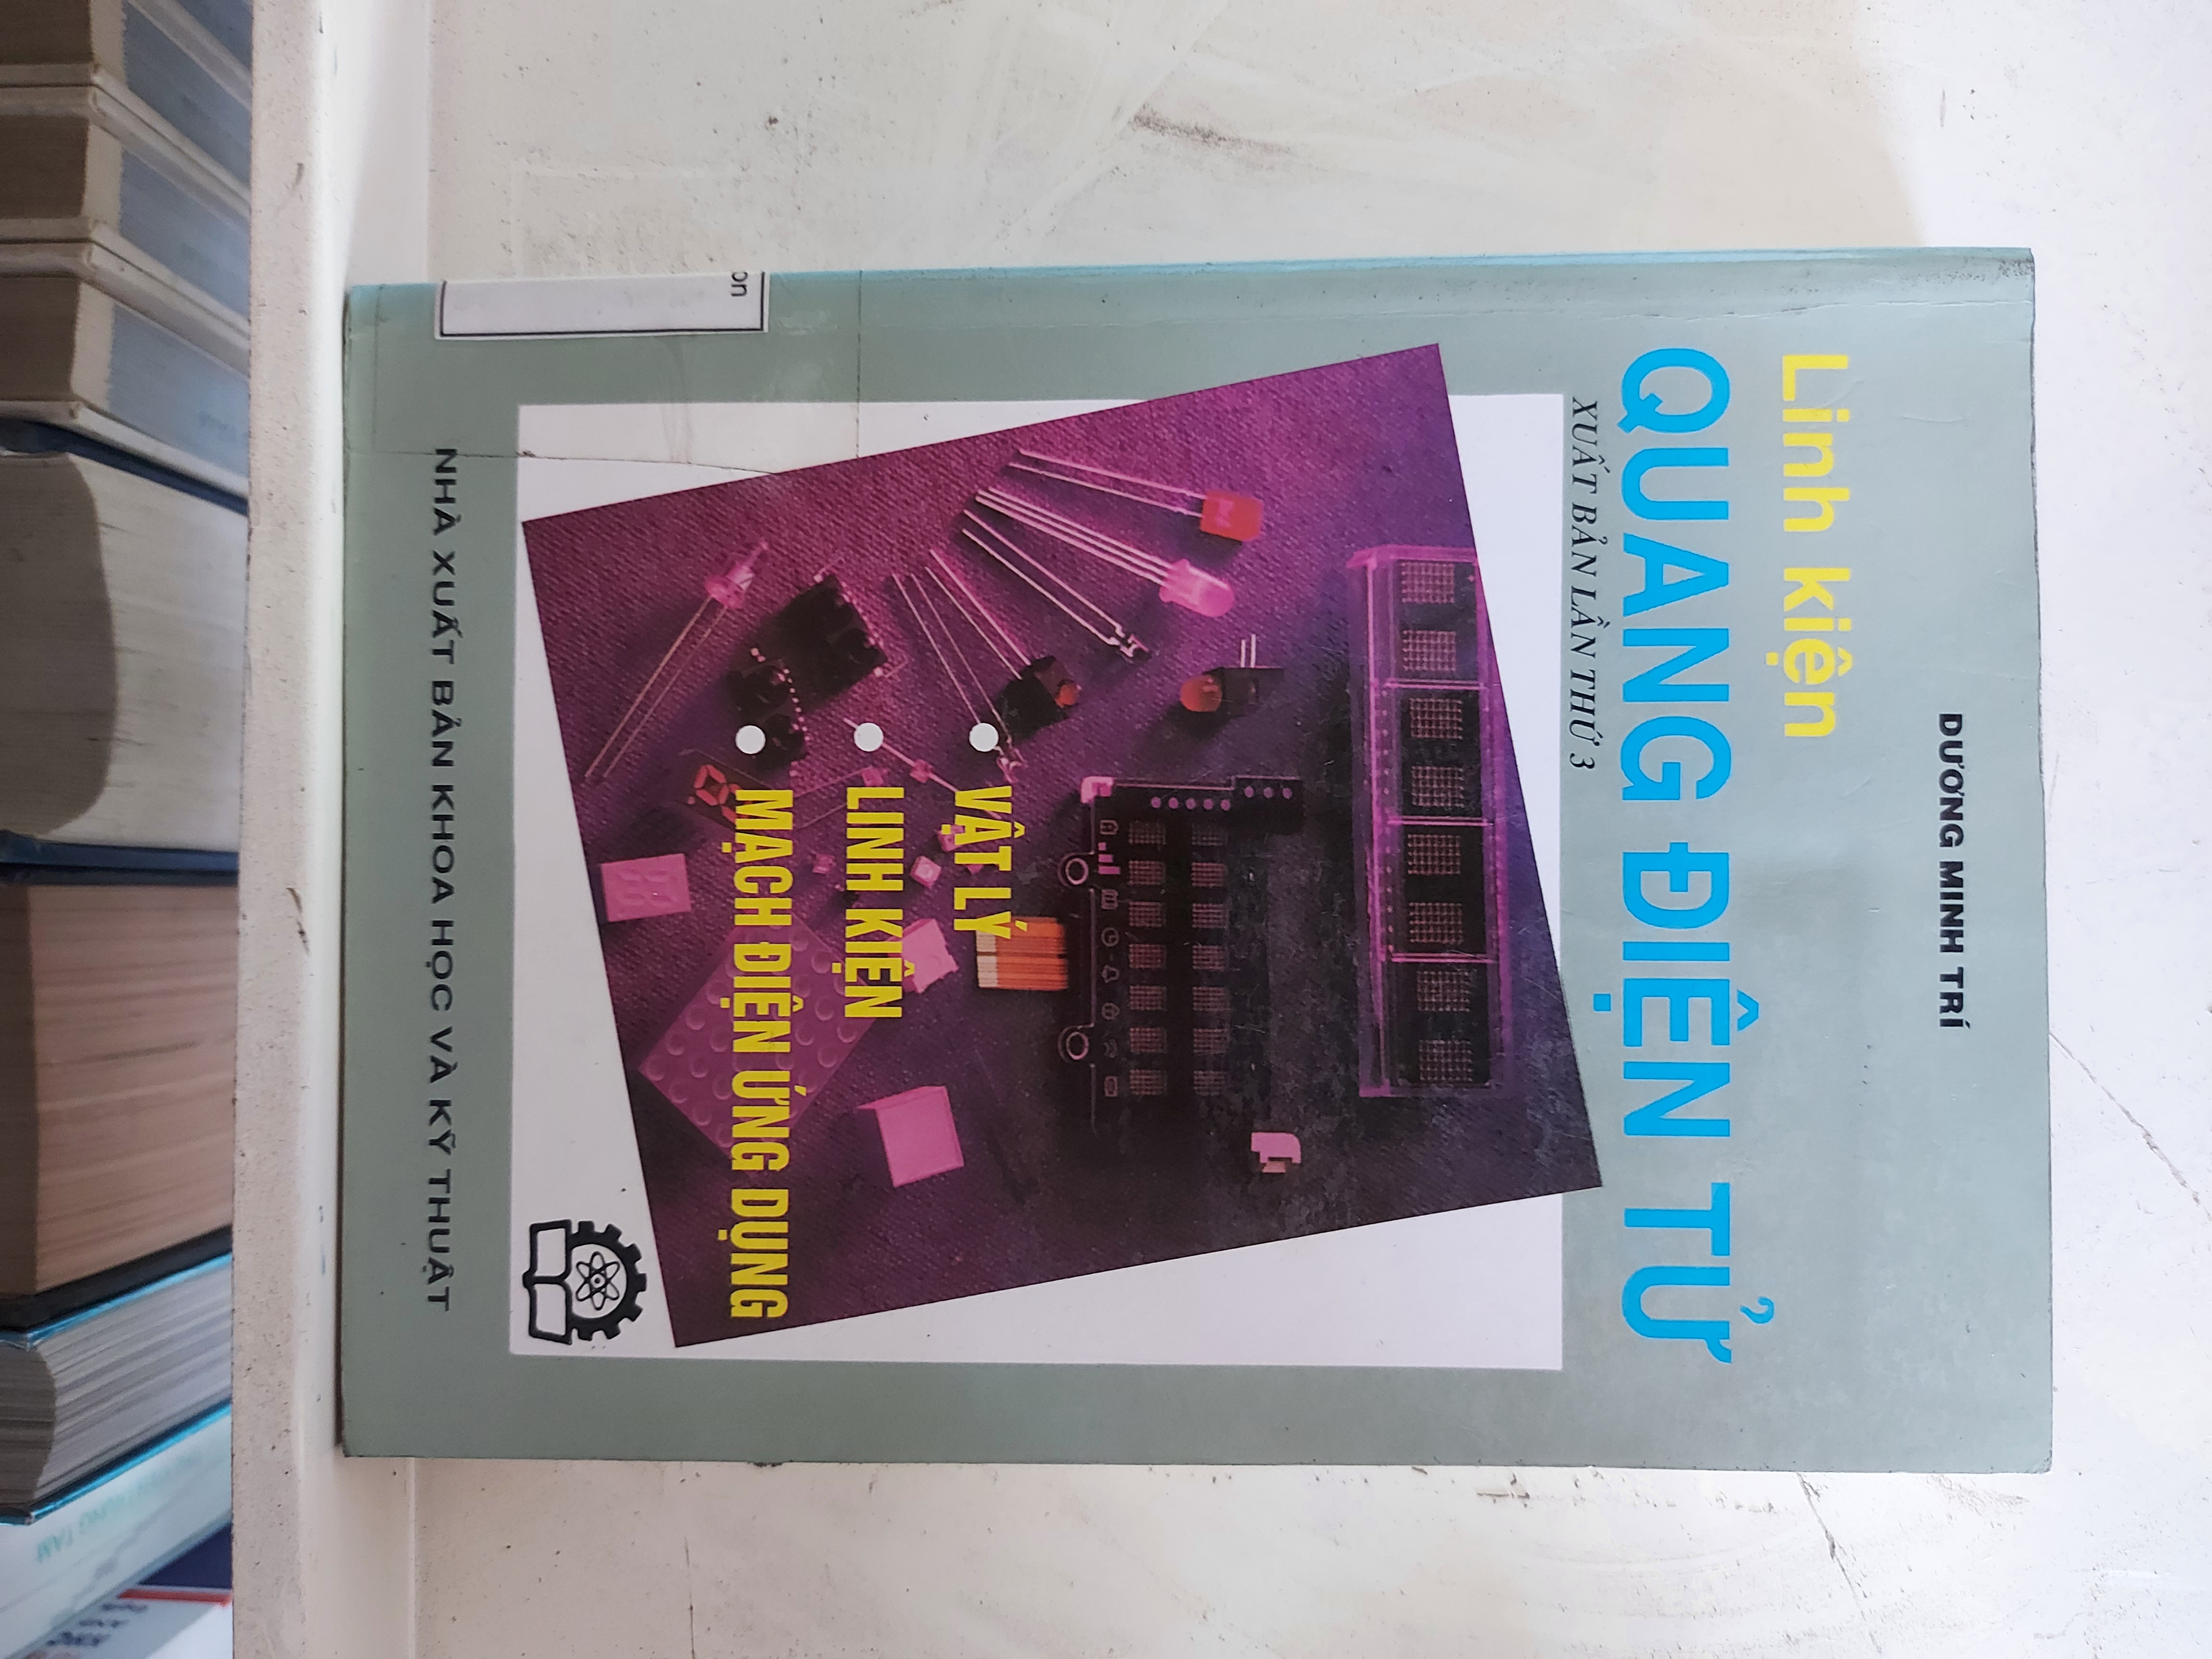 DƯƠNG MINH TRÍ
Linh kiện
QUANG ĐIỆN TỬ
XUẤT BẢN LẦN THỨ 3
VẬT LÝ
LINH KIỆN
MẠCH ĐIỆN ỨNG DỤNG
on
NHÀ XUẤT BẢN KHOA HỌC VÀ KỸ THUẬT